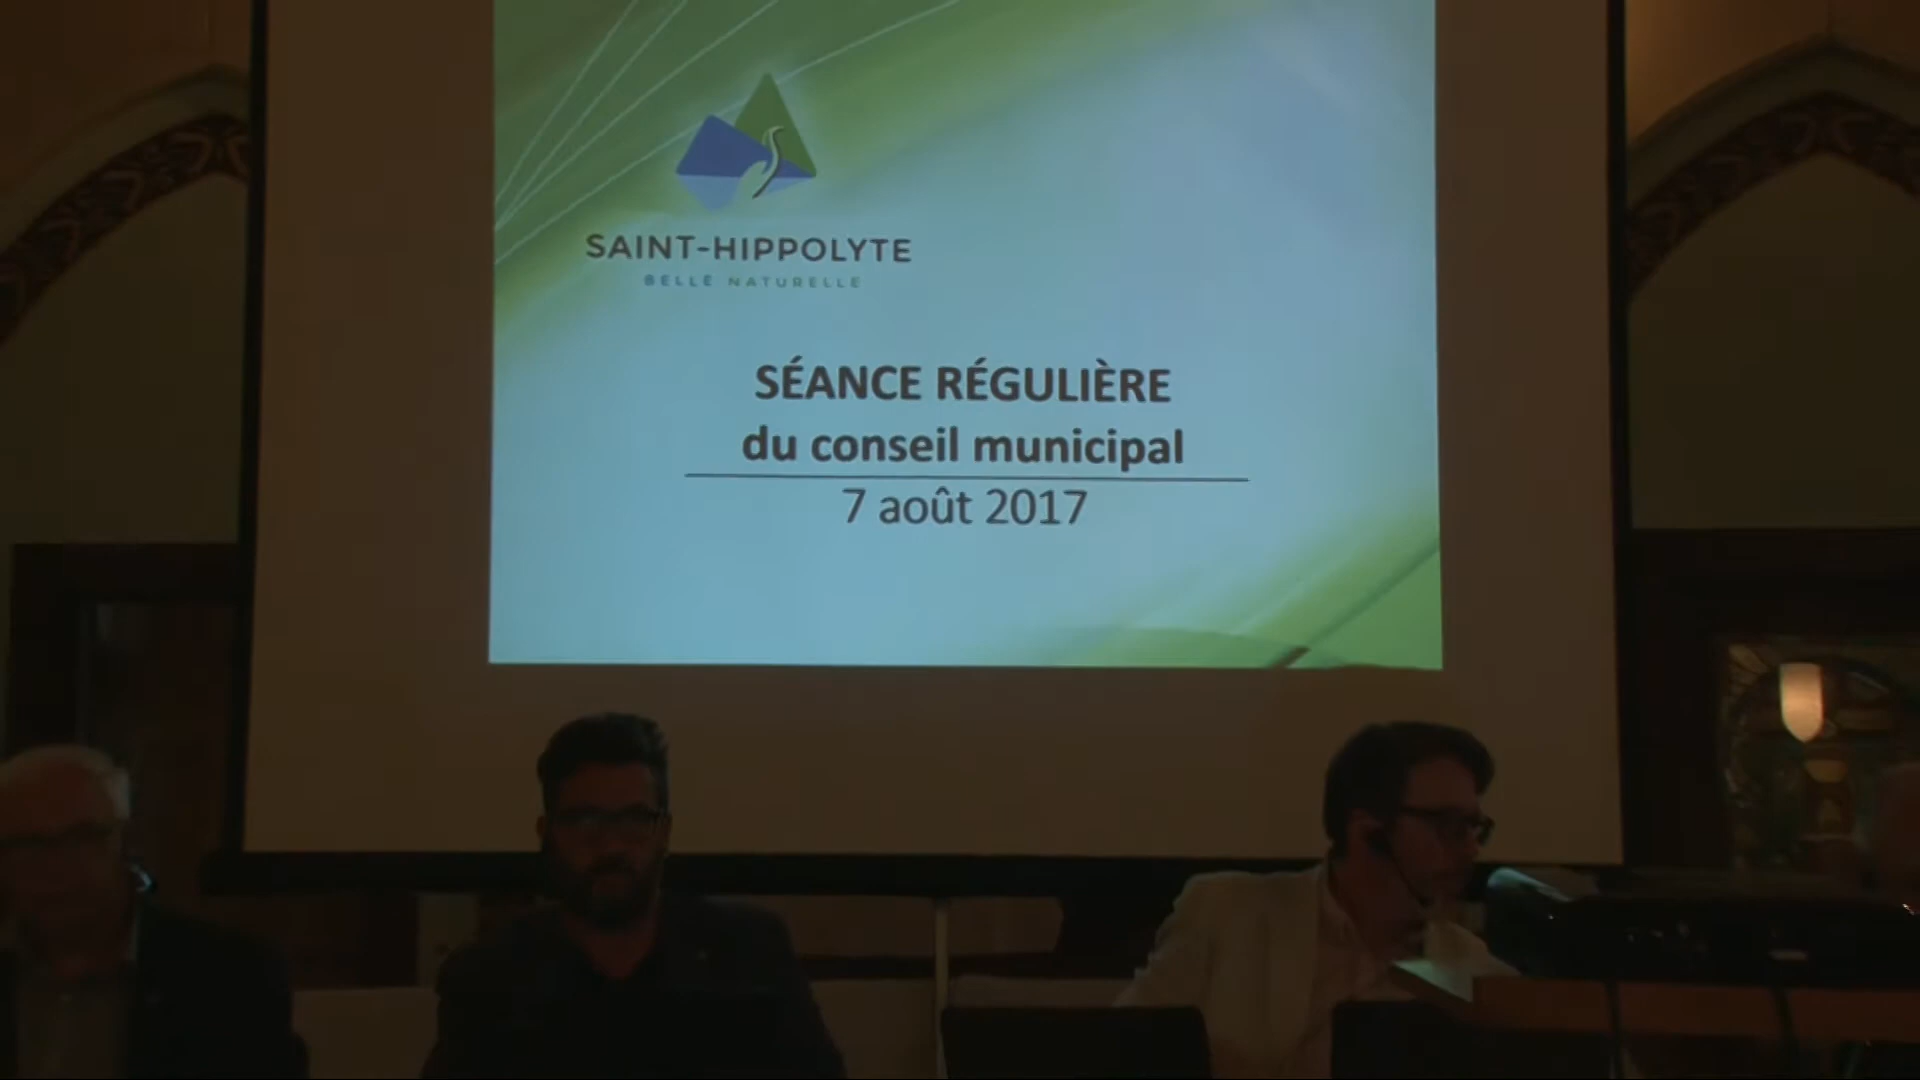 SAINT-HIPPOLYTE
BELLE NATURELLE
SÉANCE RÉGULIÈRE
du conseil municipal
7 août 2017